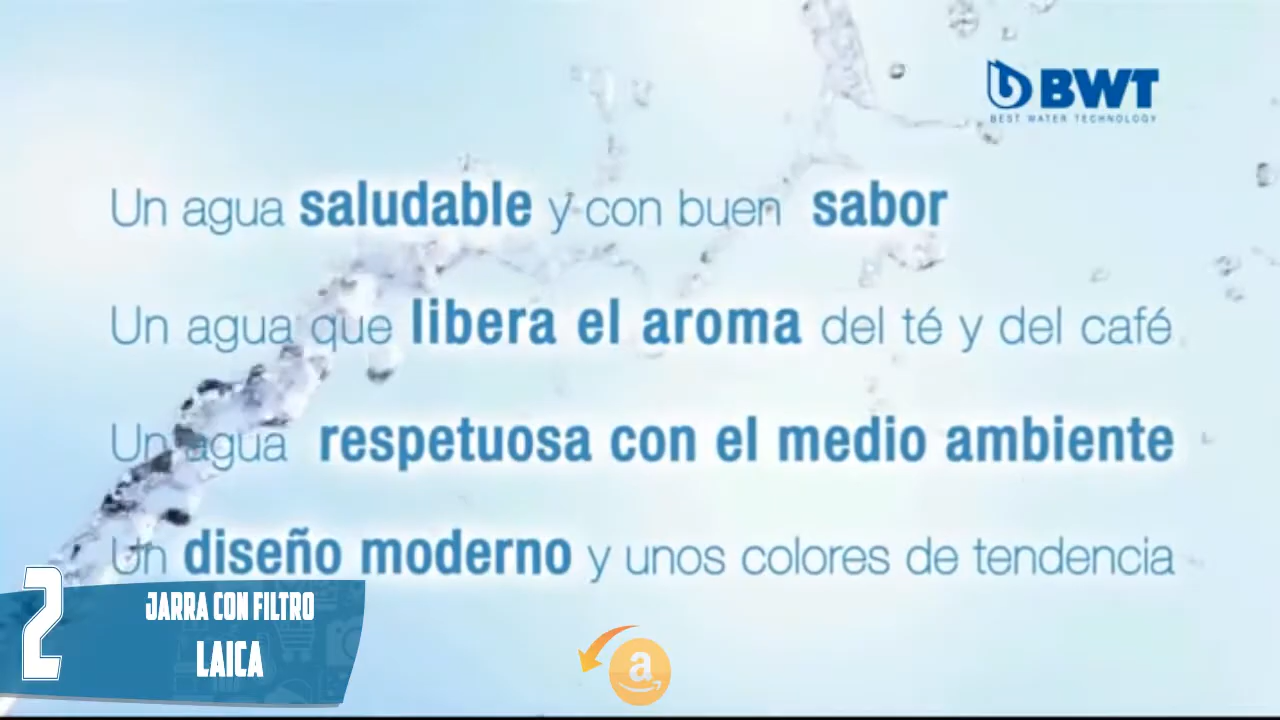 BWT
BEST WATER TECHNOLOGY
Un agua saludable y con buen sabor
Un agua que libera el aroma del té y del café
Un agua respetuosa con el medio ambiente
Un diseño moderno y unos colores de tendencia
2
JARRA CON FILTRO
LAICA
a